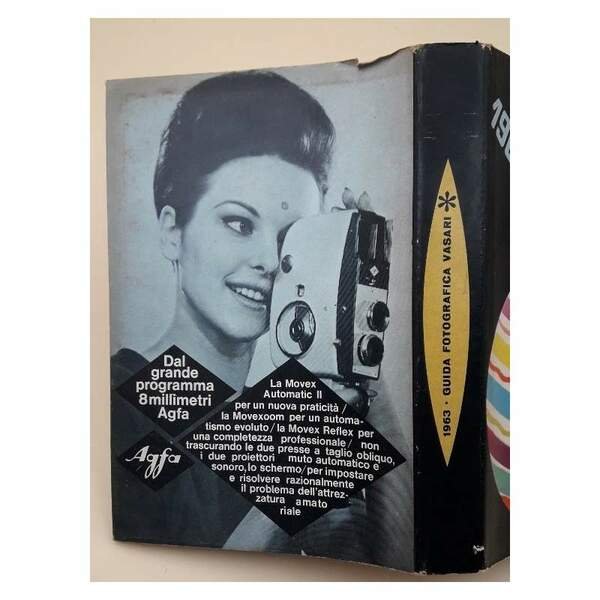 Dal
grande
programma
8 millimetri
Agfa
Agfa
La Movex
Automatic II
per un nuova praticità/
la Movexoom per un automa-
tismo evoluto/la Movex Reflex per
una completezza professionale/ non
trascurando le due presse a taglio obliquo,
i due proiettori muto automatico e
sonoro, lo schermo/per impostare
e risolvere razionalmente
il problema dell'attrez-
zatura amato
riale
1963 · GUIDA FOTOGRAFICA VASARI *